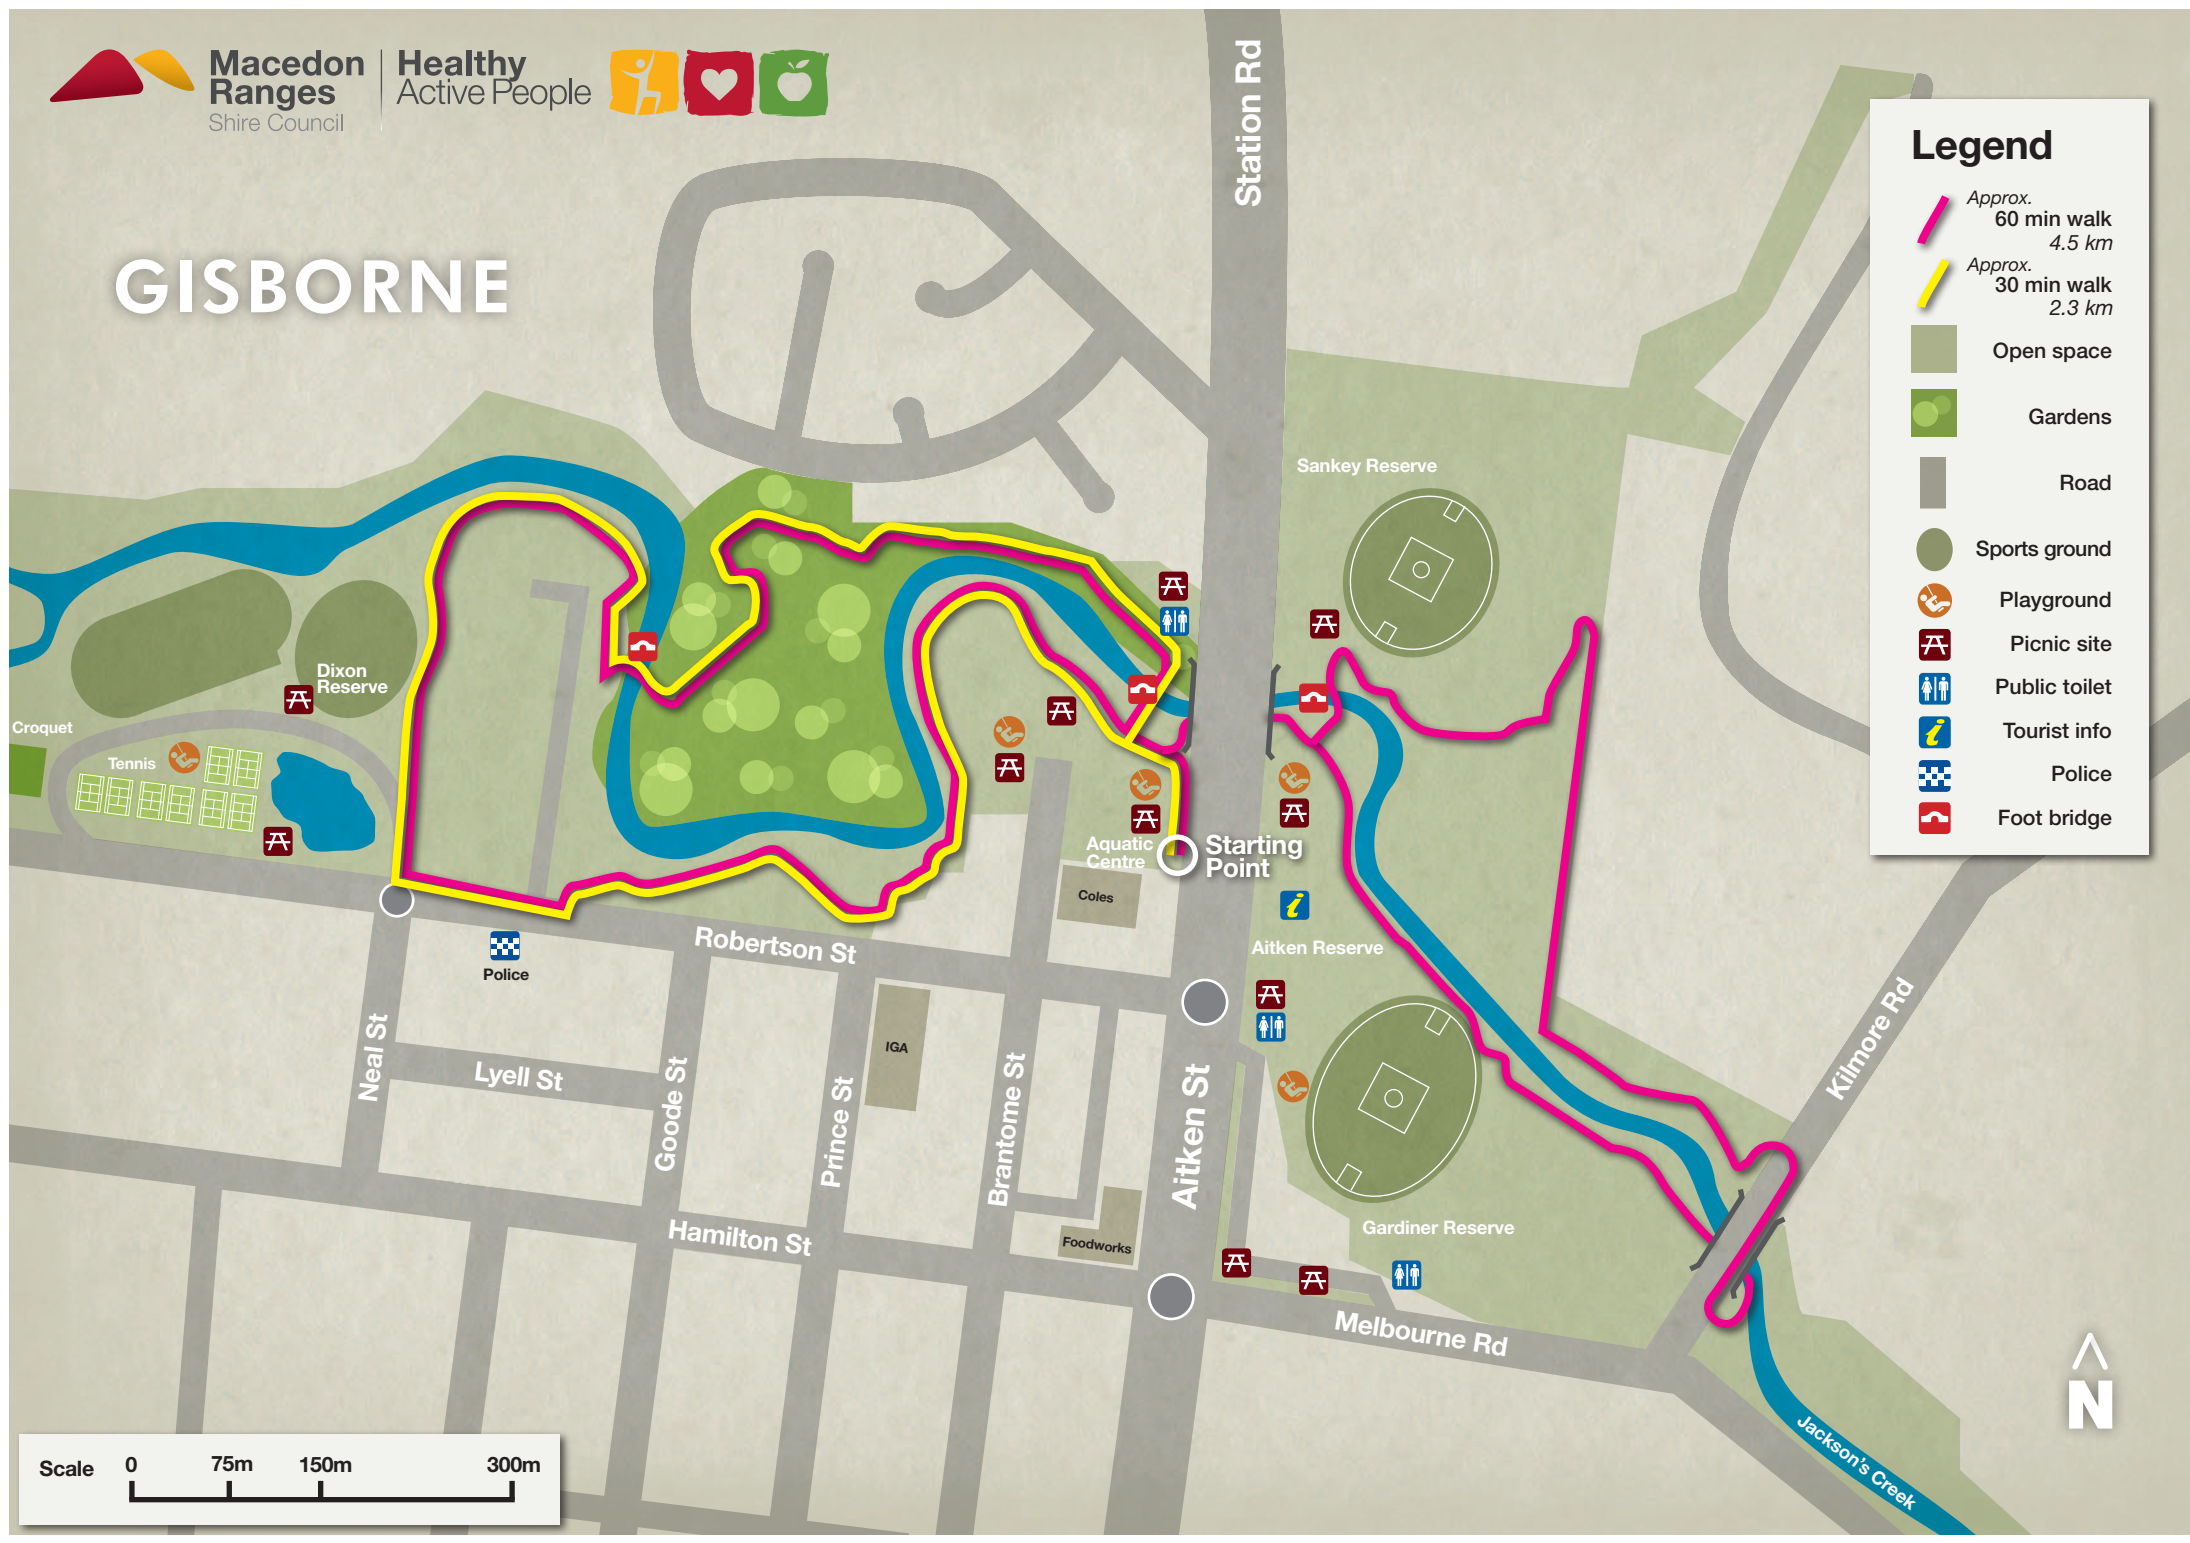 Macedon
Ranges
Shire Council
Healthy
Active People
GISBORNE
Station Rd
Legend
Approx.
60 min walk
4.5 km
Approx.
30 min walk
2.3 km
Open space
Gardens
Road
Sports ground
Playground
Picnic site
Public toilet
Tourist info
Police
Foot bridge
Sankey Reserve
Dixon
Reserve
Croquet
Tennis
Aquatic
Centre
Starting
Point
Coles
Aitken Reserve
Robertson St
Police
IGA
Neal St
Lyell St
Goode St
Prince St
Brantome St
Aitken St
Kilmore Rd
Hamilton St
Foodworks
Gardiner Reserve
Melbourne Rd
Jackson's Creek
N
Scale 0 75m 150m 300m